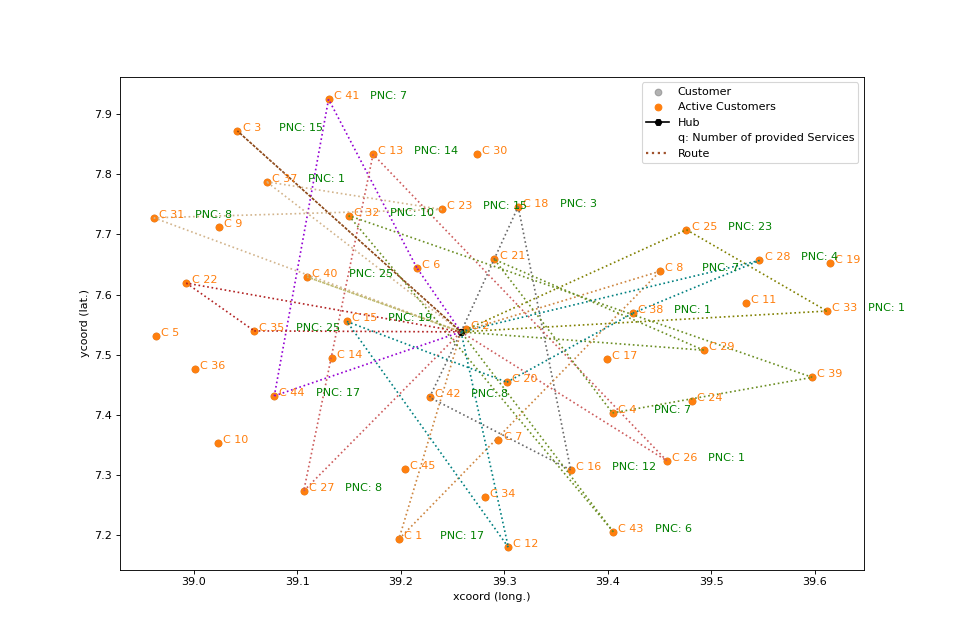 Customer
Active Customers
Hub
q: Number of provided Services
Route
C 41 PNC: 7
C 3 PNC: 15
C 13 PNC: 14
C 30
C 37 PNC: 1
C 31 PNC: 8
C 9
C 32 PNC: 10
C 23 PNC: 15
C 18 PNC: 3
C 25 PNC: 23
C 21
C 28 PNC: 4
C 19
C 6
C 8 PNC: 7
C 22
C 40 PNC: 25
C 11
C 33 PNC: 1
C 38 PNC: 1
C 15 PNC: 19
C 5
C 35 PNC: 25
C 2
C 29
C 14
C 17
C 36
C 39
C 20
C 44 PNC: 17
C 42 PNC: 8
C 24
C 4 PNC: 7
C 10
C 7
C 45
C 16 PNC: 12
C 26 PNC: 1
C 27 PNC: 8
C 34
C 1 PNC: 17
C 12
C 43 PNC: 6
7.9
7.8
7.7
7.6
7.5
7.4
7.3
7.2
ycoord (lat.)
39.0 39.1 39.2 39.3 39.4 39.5 39.6
xcoord (long.)